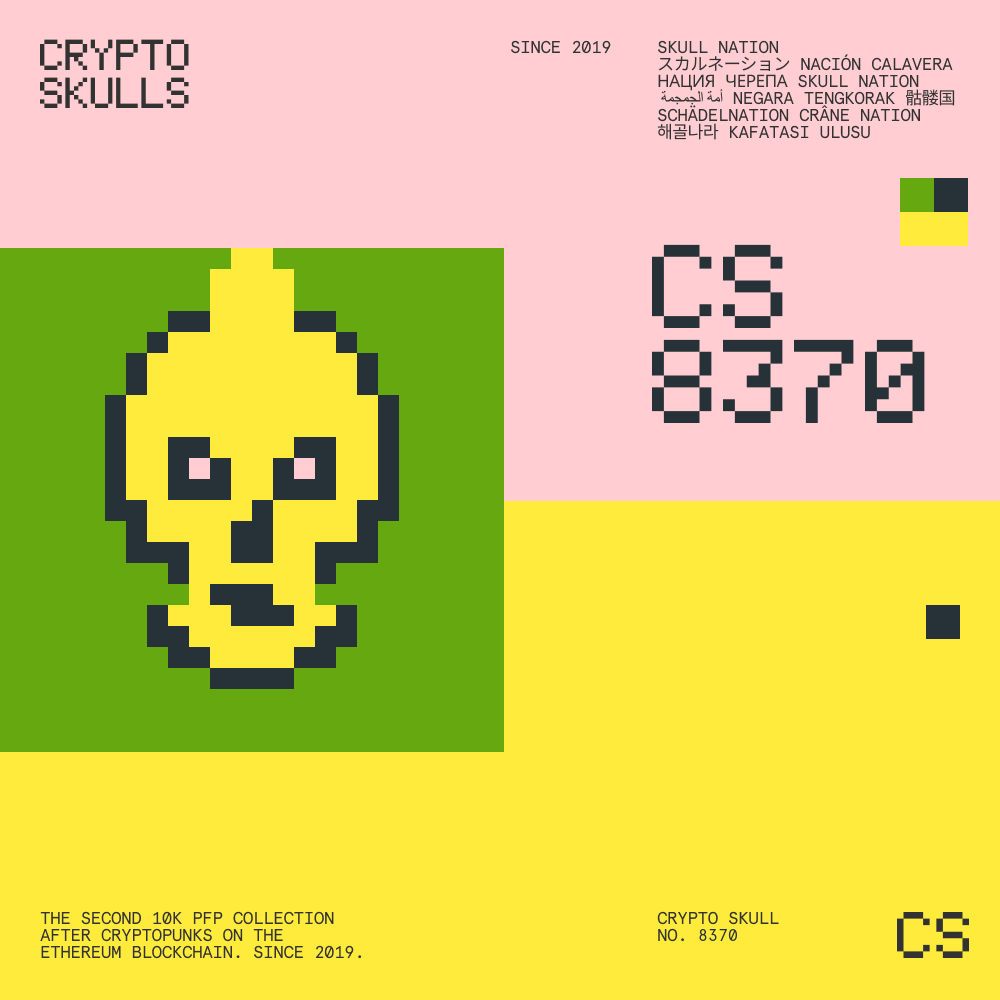 CRYPTO
SKULLS
SINCE 2019
SKULL NATION
スカルネーション NACIÓN CALAVERA
НАЦИЯ ЧЕРЕПА SKULL NATION
أمة الجمجمة NEGARA TENGKORAK 骷髅国
SCHÄDELNATION CRÂNE NATION
해골나라 KAFATASI ULUSU
CS
8370
THE SECOND 10K PFP COLLECTION
AFTER CRYPTOPUNKS ON THE
ETHEREUM BLOCKCHAIN. SINCE 2019.
CRYPTO SKULL
NO. 8370
CS